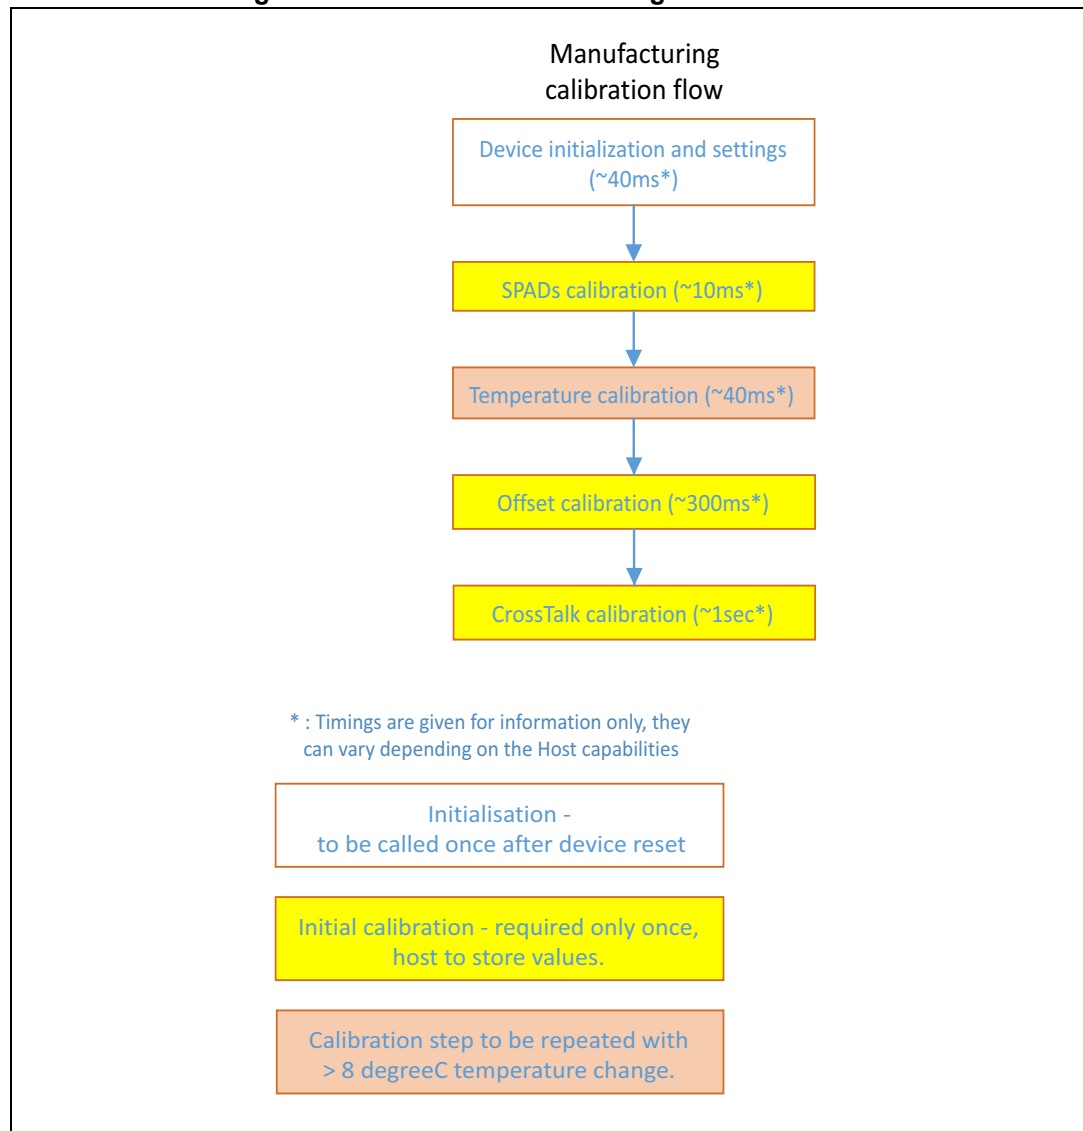 Manufacturing
calibration flow
Device initialization and settings
(~40ms*)
SPADs calibration (~10ms*)
Temperature calibration (~40ms*)
Offset calibration (~300ms*)
CrossTalk calibration (~1sec*)
* : Timings are given for information only, they
can vary depending on the Host capabilities
Initialisation -
to be called once after device reset
Initial calibration - required only once,
host to store values.
Calibration step to be repeated with
> 8 degreeC temperature change.